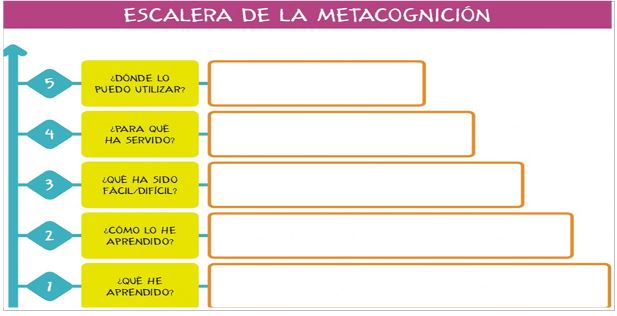 ESCALERA DE LA METACOGNICIÓN
5
¿DÓNDE LO
PUEDO UTILIZAR?
4
¿PARA QUÉ
HA SERVIDO?
3
¿QUÉ HA SIDO
FÁCIL/DIFÍCIL?
2
¿CÓMO LO HE
APRENDIDO?
1
¿QUÉ HE
APRENDIDO?